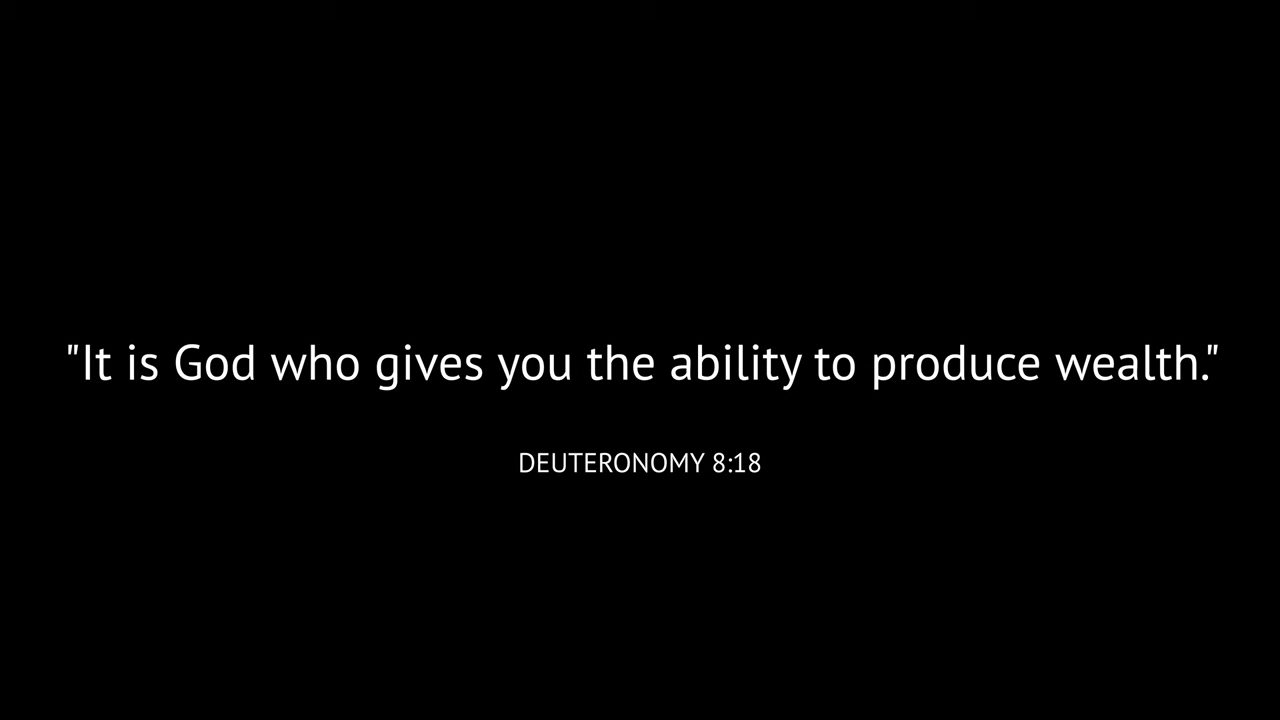 "It is God who gives you the ability to produce wealth."
DEUTERONOMY 8:18